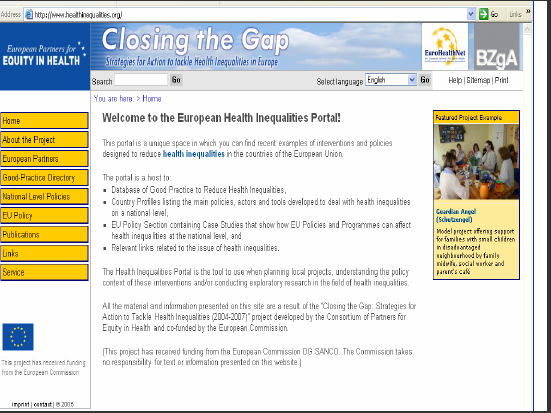 Address http://www.healthinequalities.org/ Go Links »
European Partners for
EQUITY IN HEALTH
Closing the Gap
Strategies for Action to Tackle Health Inequalities in Europe
EuroHealthNet
BZgA
Search Go Select language English Go Help | Sitemap | Print
You are here: > Home
Home
About the Project
European Partners
Good-Practice Directory
National Level Policies
EU Policy
Publications
Links
Service
This project has received funding
from the European Commission
imprint | contact | © 2005
Welcome to the European Health Inequalities Portal!
This portal is a unique space in which you can find recent examples of interventions and policies
designed to reduce health inequalities in the countries of the European Union.
The portal is a host to:
Database of Good Practice to Reduce Health Inequalities,
Country Profiles listing the main policies, actors and tools developed to deal with health inequalities
on a national level,
EU Policy Section containing Case Studies that show how EU Policies and Programmes can affect
health inequalities at the national level, and
Relevant links related to the issue of health inequalities.
The Health Inequalities Portal is the tool to use when planning local projects, understanding the policy
context of these interventions and/or conducting exploratory research in the field of health inequalities.
All the material and information presented on this site are a result of the "Closing the Gap: Strategies for
Action to Tackle Health Inequalities (2004-2007)" project developed by the Consortium of Partners for
Equity in Health and co-funded by the European Commission.
(This project has received funding from the European Commission DG SANCO. The Commission takes
no responsibility for text or information presented on this website.)
Featured Project Example
Guardian Angel
(Schutzengel)
Model project offering support
for families with small children
in disadvantaged
neighbourhood by family
midwife, social worker and
parent's café